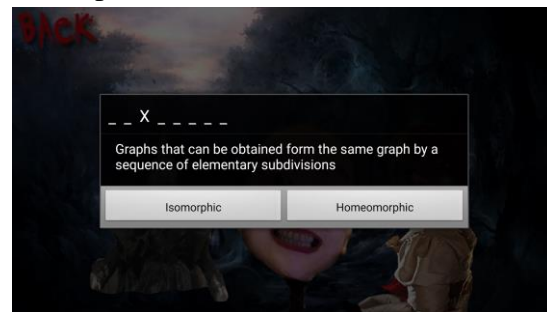 BACK
_ _ X _ _ _ _ _
Graphs that can be obtained form the same graph by a
sequence of elementary subdivisions
Isomorphic Homeomorphic